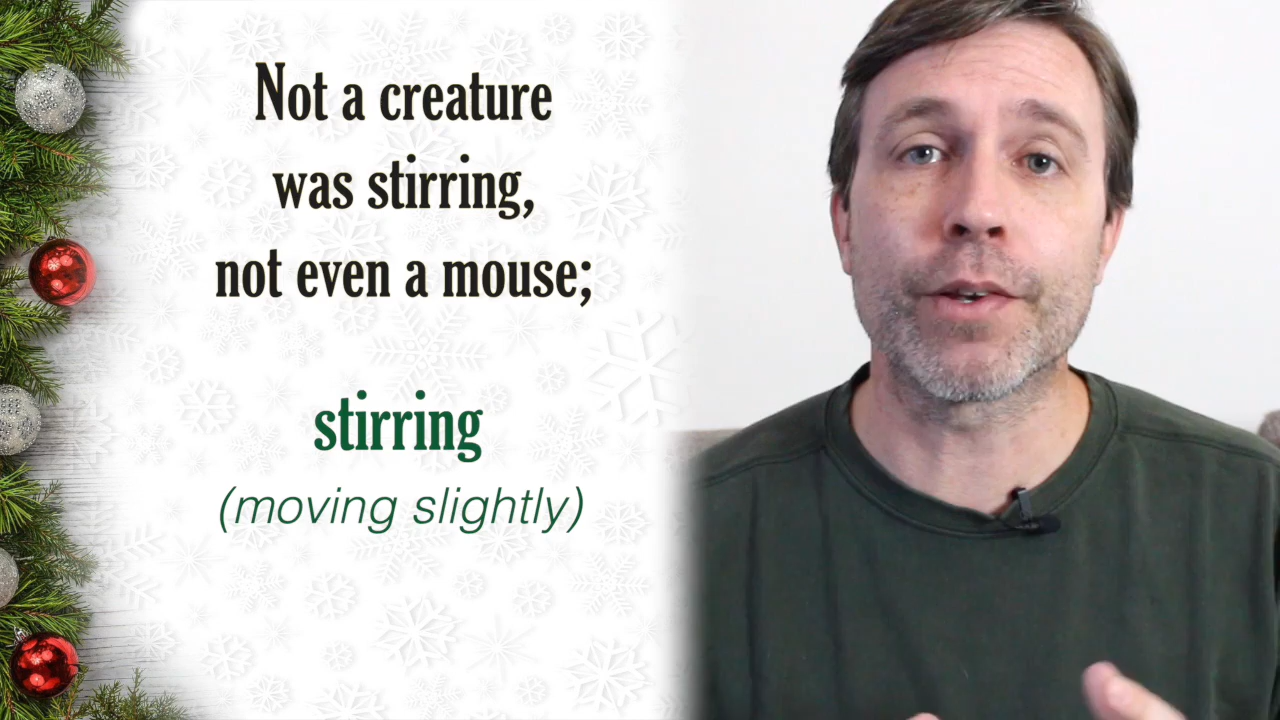 Not a creature
was stirring,
not even a mouse;
stirring
(moving slightly)